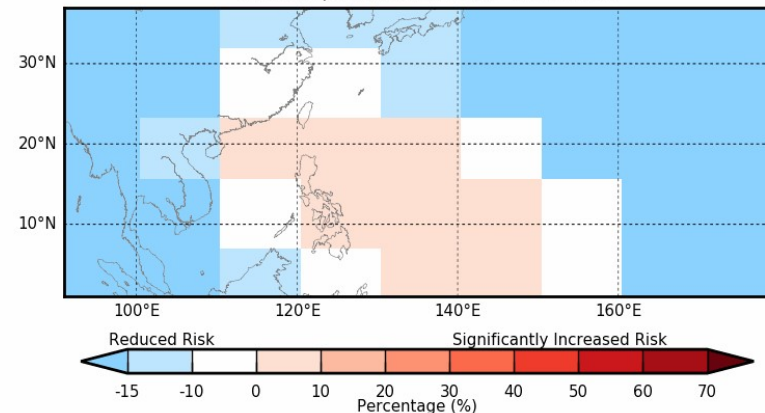 30°N
20°N
10°N
100°E 120°E 140°E 160°E
Reduced Risk Significantly Increased Risk
-15 -10 0 10 20 30 40 50 60 70
Percentage (%)